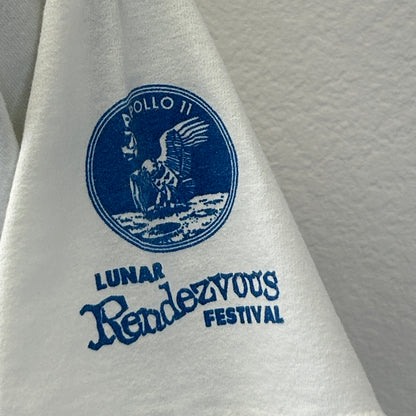 APOLLO 11
LUNAR
Rendezvous
FESTIVAL